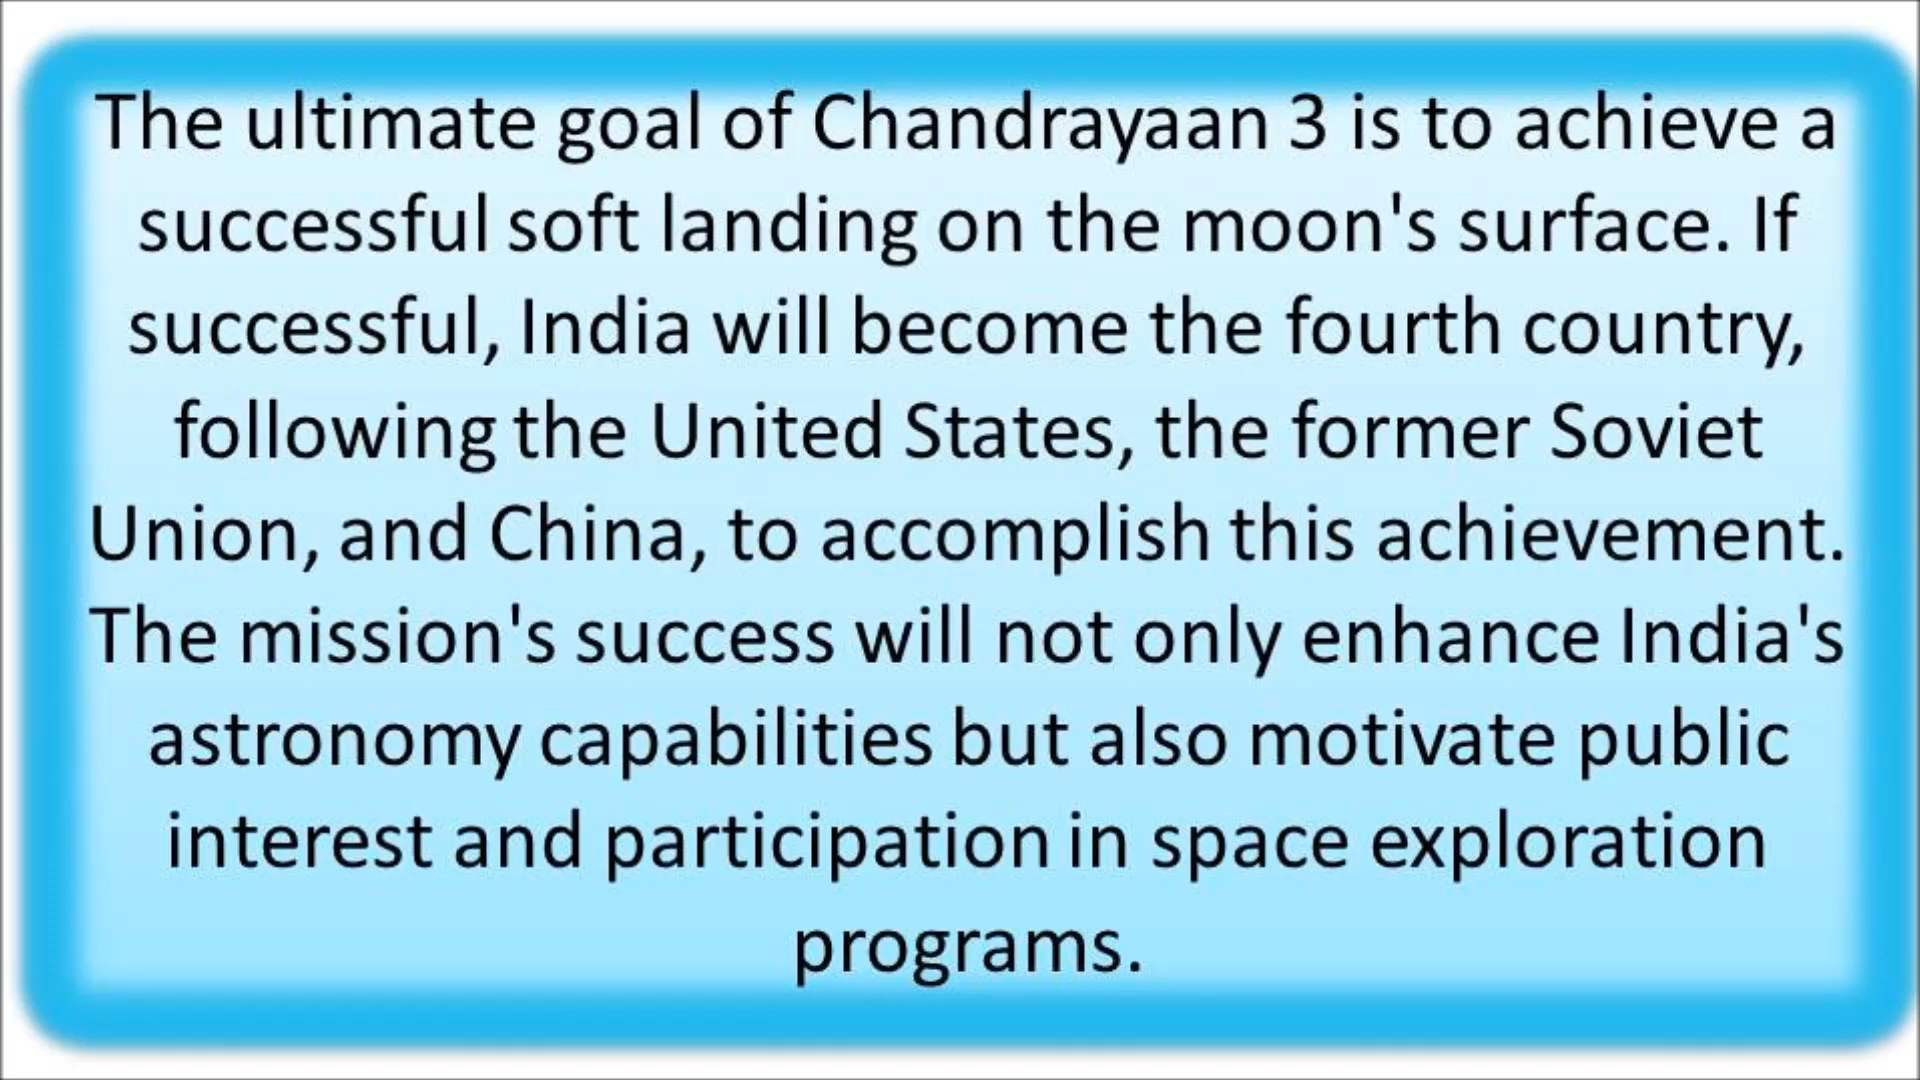 The ultimate goal of Chandrayaan 3 is to achieve a
successful soft landing on the moon's surface. If
successful, India will become the fourth country,
following the United States, the former Soviet
Union, and China, to accomplish this achievement.
The mission's success will not only enhance India's
astronomy capabilities but also motivate public
interest and participation in space exploration
programs.